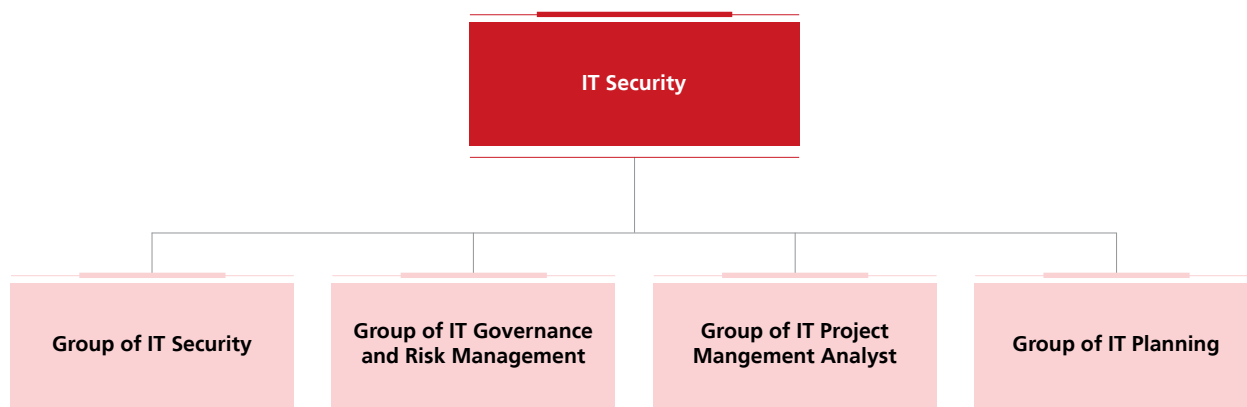 IT Security
Group of IT Security
Group of IT Governance
and Risk Management
Group of IT Project
Mangement Analyst
Group of IT Planning